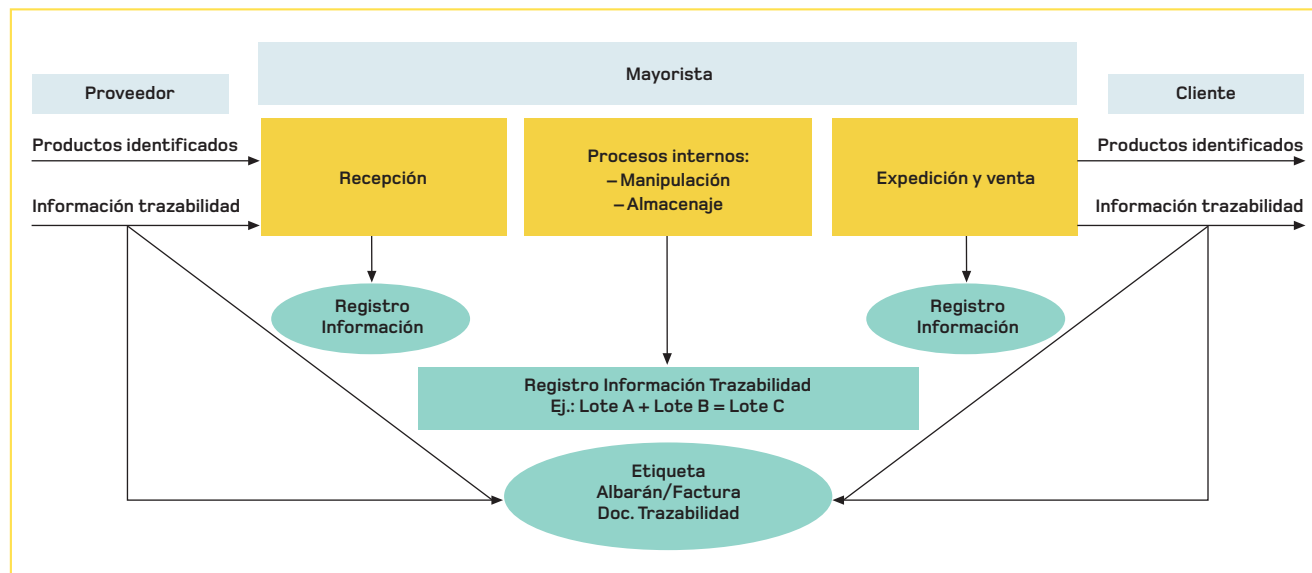 Mayorista
Proveedor
Cliente
Productos identificados
Información trazabilidad
Recepción
Procesos internos:
– Manipulación
– Almacenaje
Expedición y venta
Productos identificados
Información trazabilidad
Registro
Información
Registro
Información
Registro Información Trazabilidad
Ej.: Lote A + Lote B = Lote C
Etiqueta
Albarán/Factura
Doc. Trazabilidad